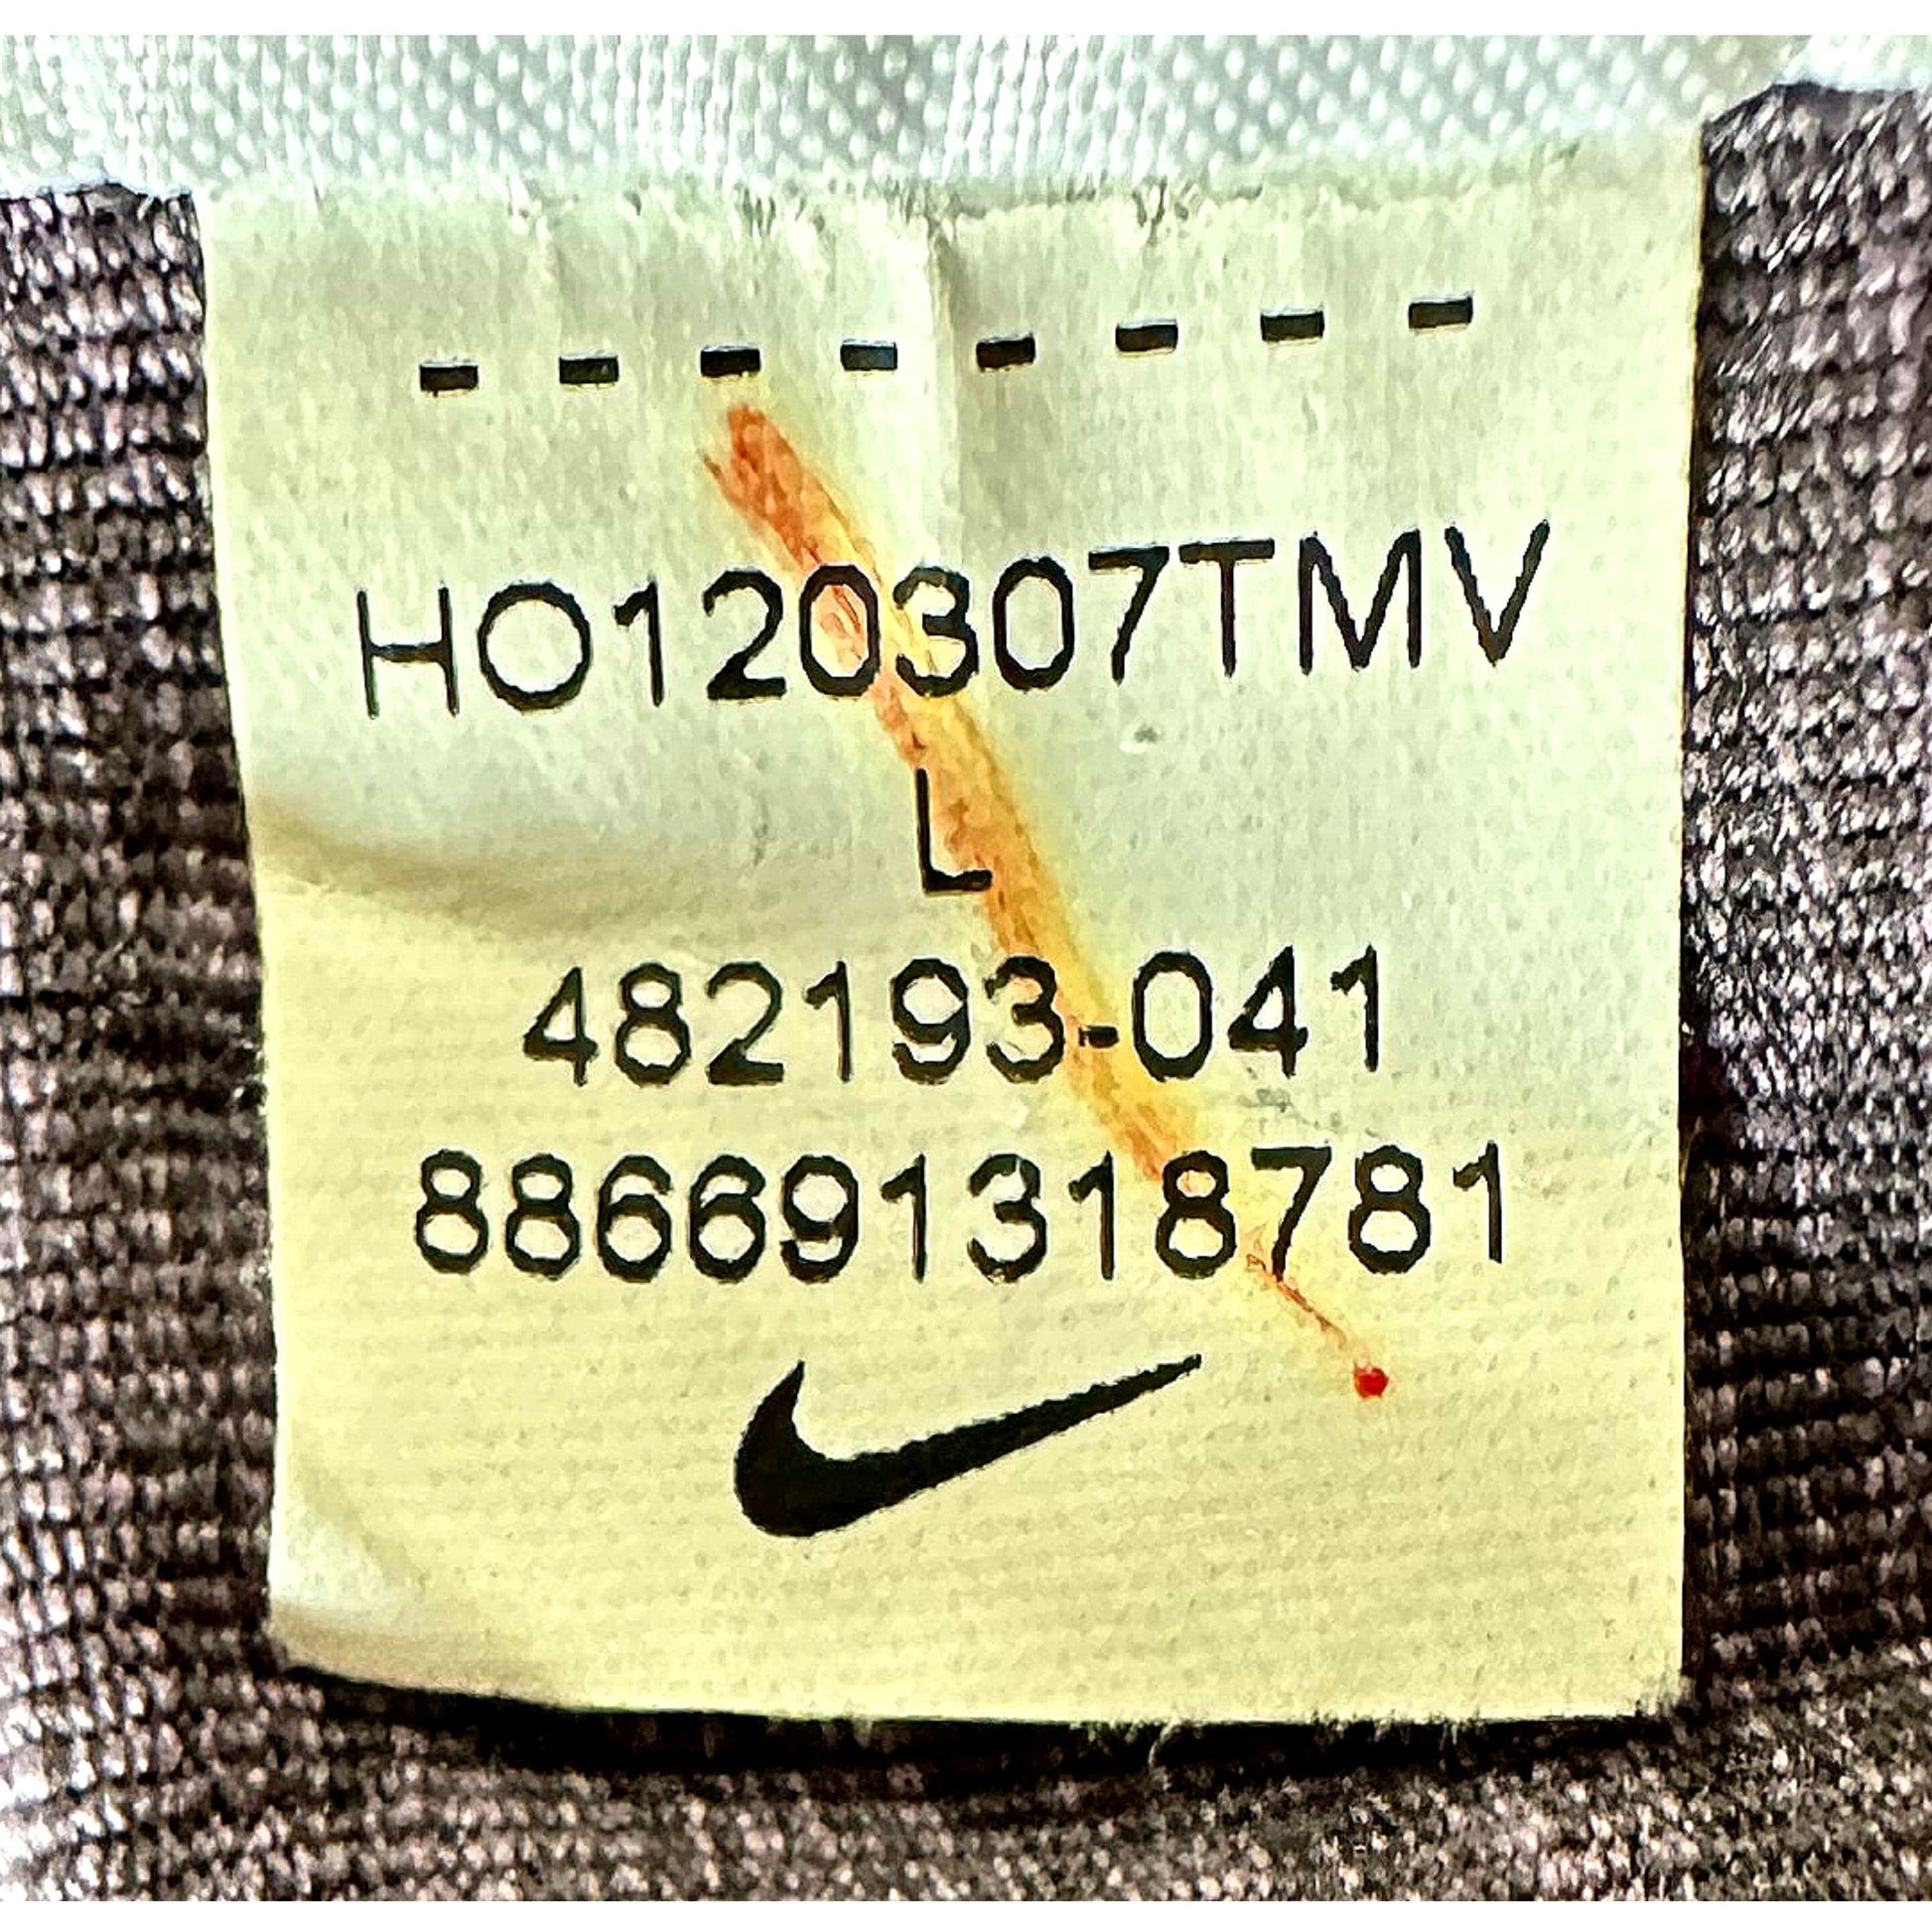 - - - - - - - -
HO120307TMV
L
482193-041
886691318781